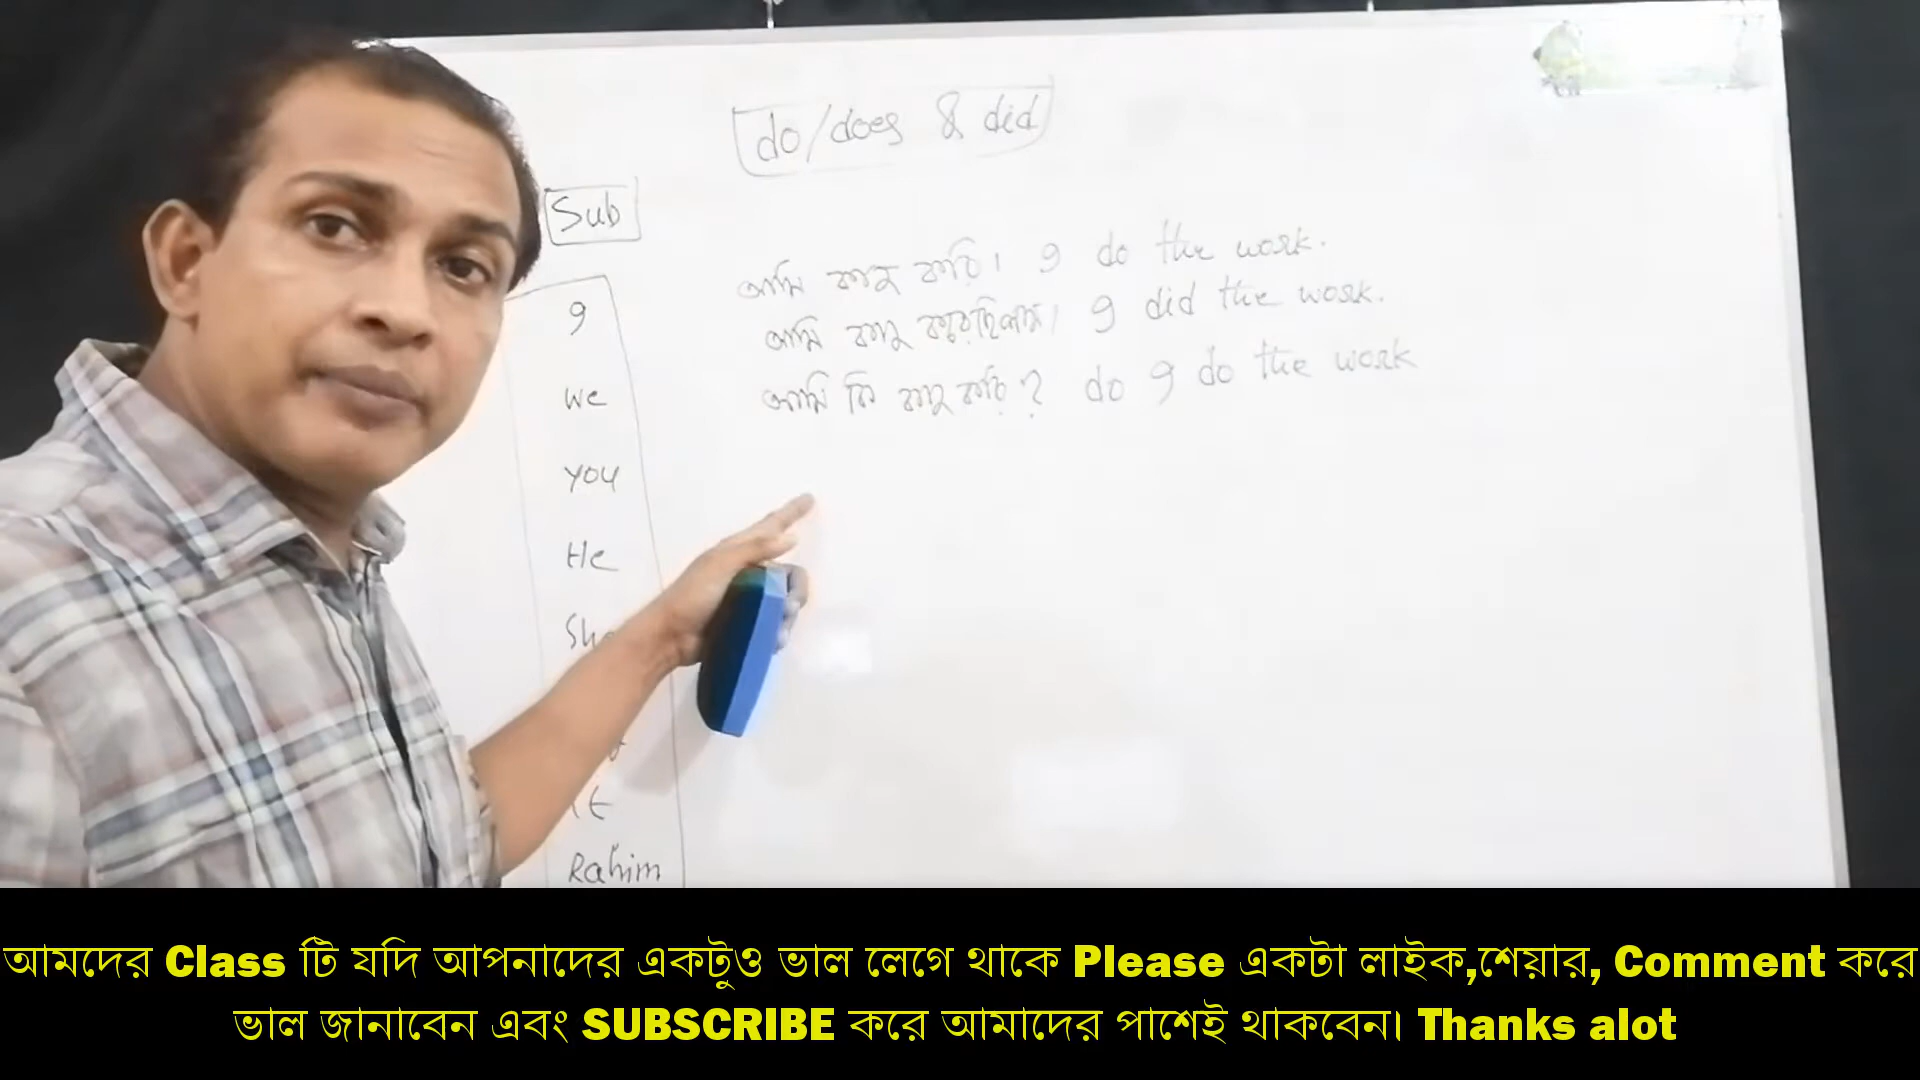 do/does & did
Sub
I
We
you
He
She
It
Rahim
আমি কাজ করি। I do the work.
আমি কাজ করেছিলাম। I did the work.
আমি কি কাজ করি? do I do the work
আমদের Class টি যদি আপনাদের একটুও ভাল লেগে থাকে Please একটা লাইক,শেয়ার, Comment করে
ভাল জানাবেন এবং SUBSCRIBE করে আমাদের পাশেই থাকবেন। Thanks alot